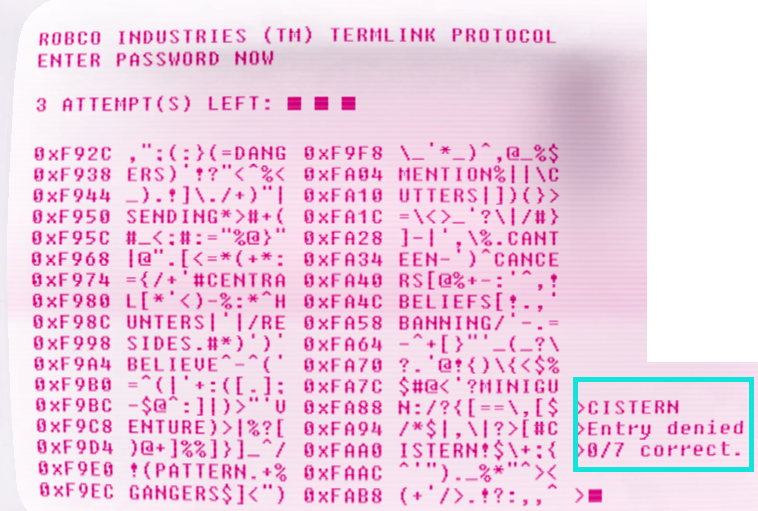 ROBCO INDUSTRIES (TM) TERMLINK PROTOCOL
ENTER PASSWORD NOW
3 ATTEMPT(S) LEFT: ■ ■ ■
0xF92C ,";(:}(=DANG 0xF9F8 \_'*_)^,@_%$
0xF938 ERS)'!?"<^%< 0xFA04 MENTION%||\C
0xF944 _).!]\./+)"| 0xFA10 UTTERS|])(}>
0xF950 SENDING*>#+( 0xFA1C =\<>_'?\|/#}
0xF95C #_<;#:="%@}" 0xFA28 ]-|',\%.CANT
0xF968 |@".[<=*(+*: 0xFA34 EEN-')^CANCE
0xF974 ={/+'#CENTRA 0xFA40 RS[@%+-:'^,!
0xF980 L[*'<)-%:*^H 0xFA4C BELIEFS[!.,'
0xF98C UNTERS|'|/RE 0xFA58 BANNING/'-.=
0xF998 SIDES.#*)')' 0xFA64 -^+[}"'_(_?\
0xF9A4 BELIEVE^-^(' 0xFA70 ?.'@!{)\{<$%
0xF9B0 =^(|'+:([.]: 0xFA7C $#@<'?MINIGU
0xF9BC -$@^:]|)>"'V 0xFA88 N:/?{[==\,[$ >CISTERN
0xF9C8 ENTURE)>|%?[ 0xFA94 /*$|,\|?>[#C >Entry denied
0xF9D4 )@+]%%]}]_^/ 0xFAA0 ISTERN!$\+:{ >0/7 correct.
0xF9E0 !(PATTERN.+% 0xFAAC ^'")._%*"^><
0xF9EC GANGERS$]<") 0xFAB8 (+'/>.!?:,,^ >■